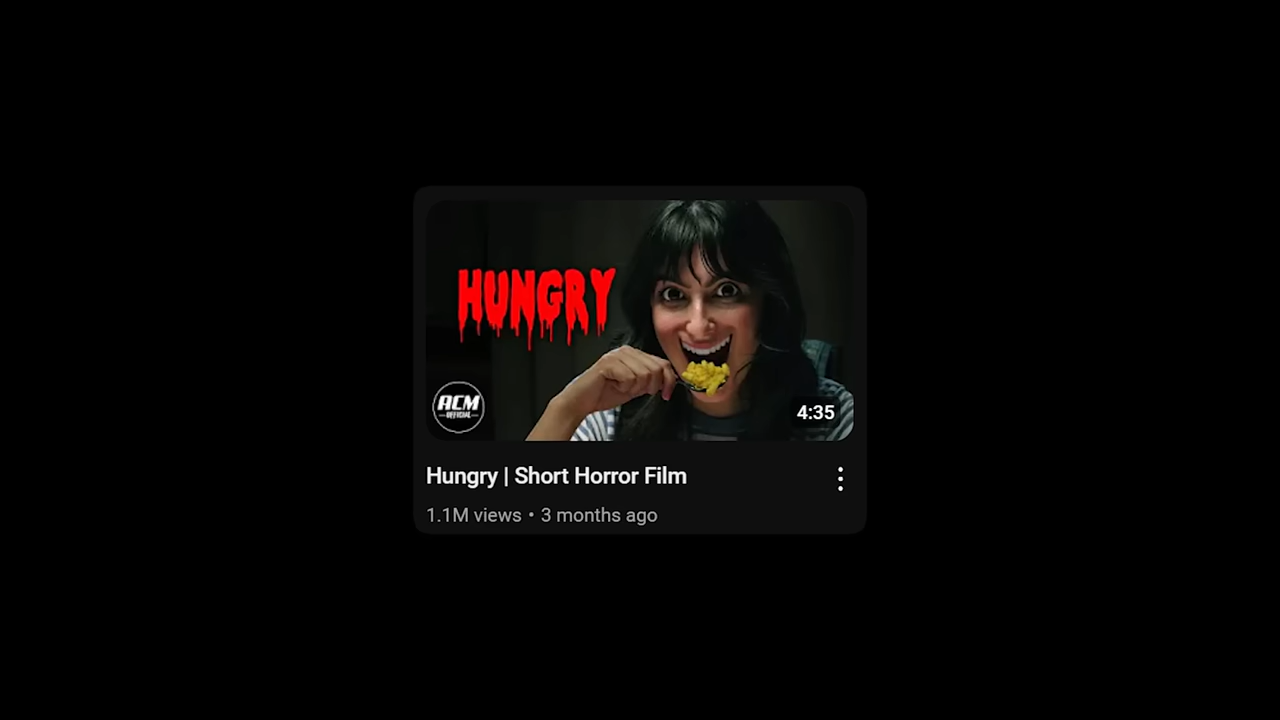 HUNGRY
ACM
OFFICIAL
4:35
Hungry | Short Horror Film
1.1M views • 3 months ago